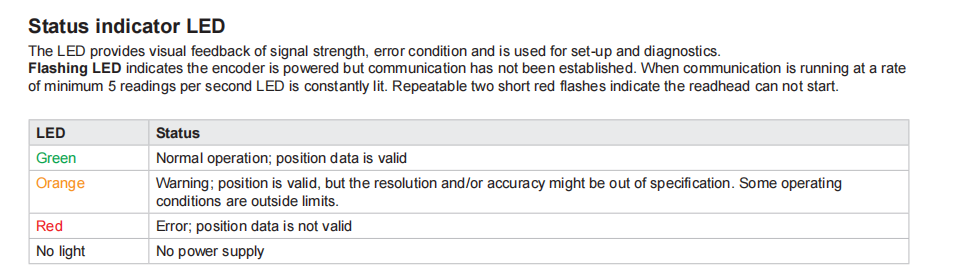 Status indicator LED
The LED provides visual feedback of signal strength, error condition and is used for set-up and diagnostics.
Flashing LED indicates the encoder is powered but communication has not been established. When communication is running at a rate
of minimum 5 readings per second LED is constantly lit. Repeatable two short red flashes indicate the readhead can not start.
LED Status
Green Normal operation; position data is valid
Orange Warning; position is valid, but the resolution and/or accuracy might be out of specification. Some operating
conditions are outside limits.
Red Error; position data is not valid
No light No power supply